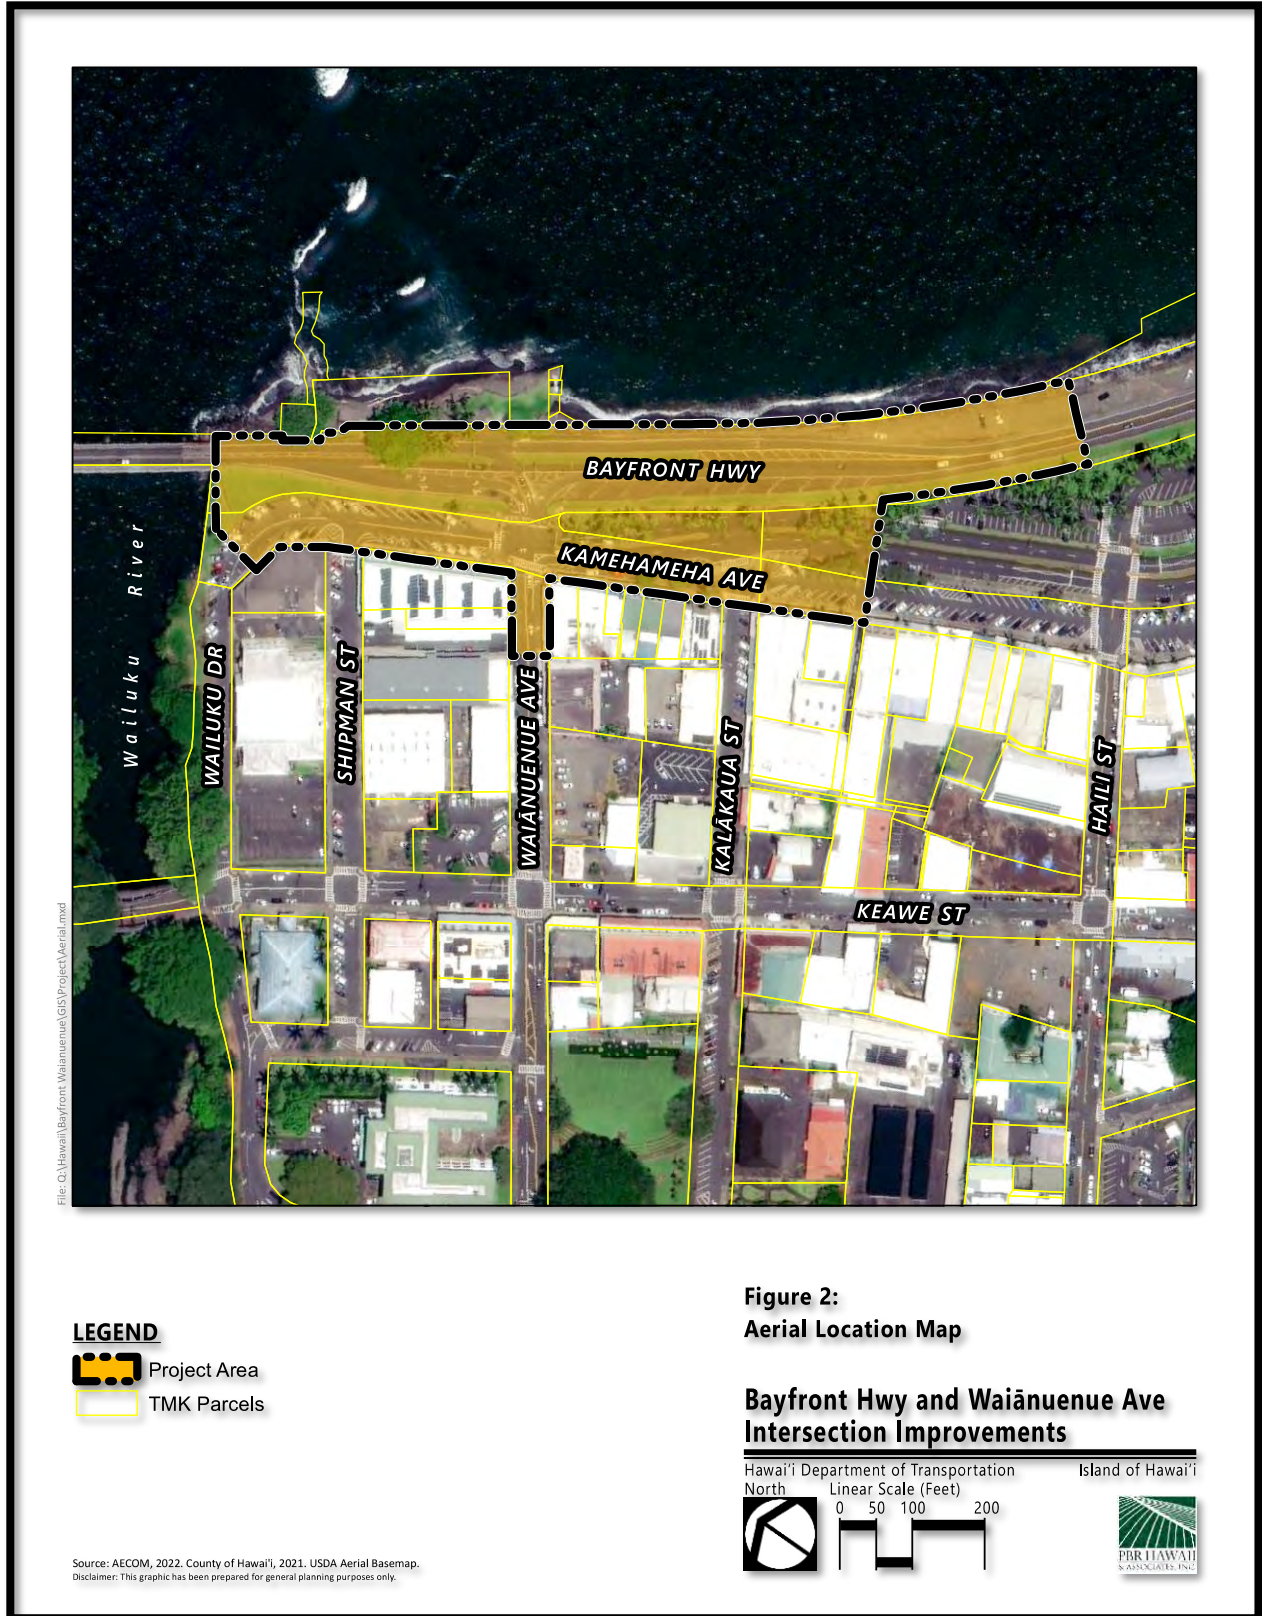 BAYFRONT HWY
KAMEHAMEHA AVE
Wailuku River
WAILUKU DR
SHIPMAN ST
WAIĀNUENUE AVE
KALĀKAUA ST
HAILI ST
KEAWE ST
File: Q:\Hawaii\Bayfront Waianuenue\GIS\Project\Aerial.mxd
Figure 2:
Aerial Location Map
LEGEND
Project Area
TMK Parcels
Bayfront Hwy and Waiānuenue Ave
Intersection Improvements
Hawai‘i Department of Transportation Island of Hawai‘i
North Linear Scale (Feet)
0 50 100 200
PBR HAWAII
& ASSOCIATES, INC.
Source: AECOM, 2022. County of Hawai'i, 2021. USDA Aerial Basemap.
Disclaimer: This graphic has been prepared for general planning purposes only.